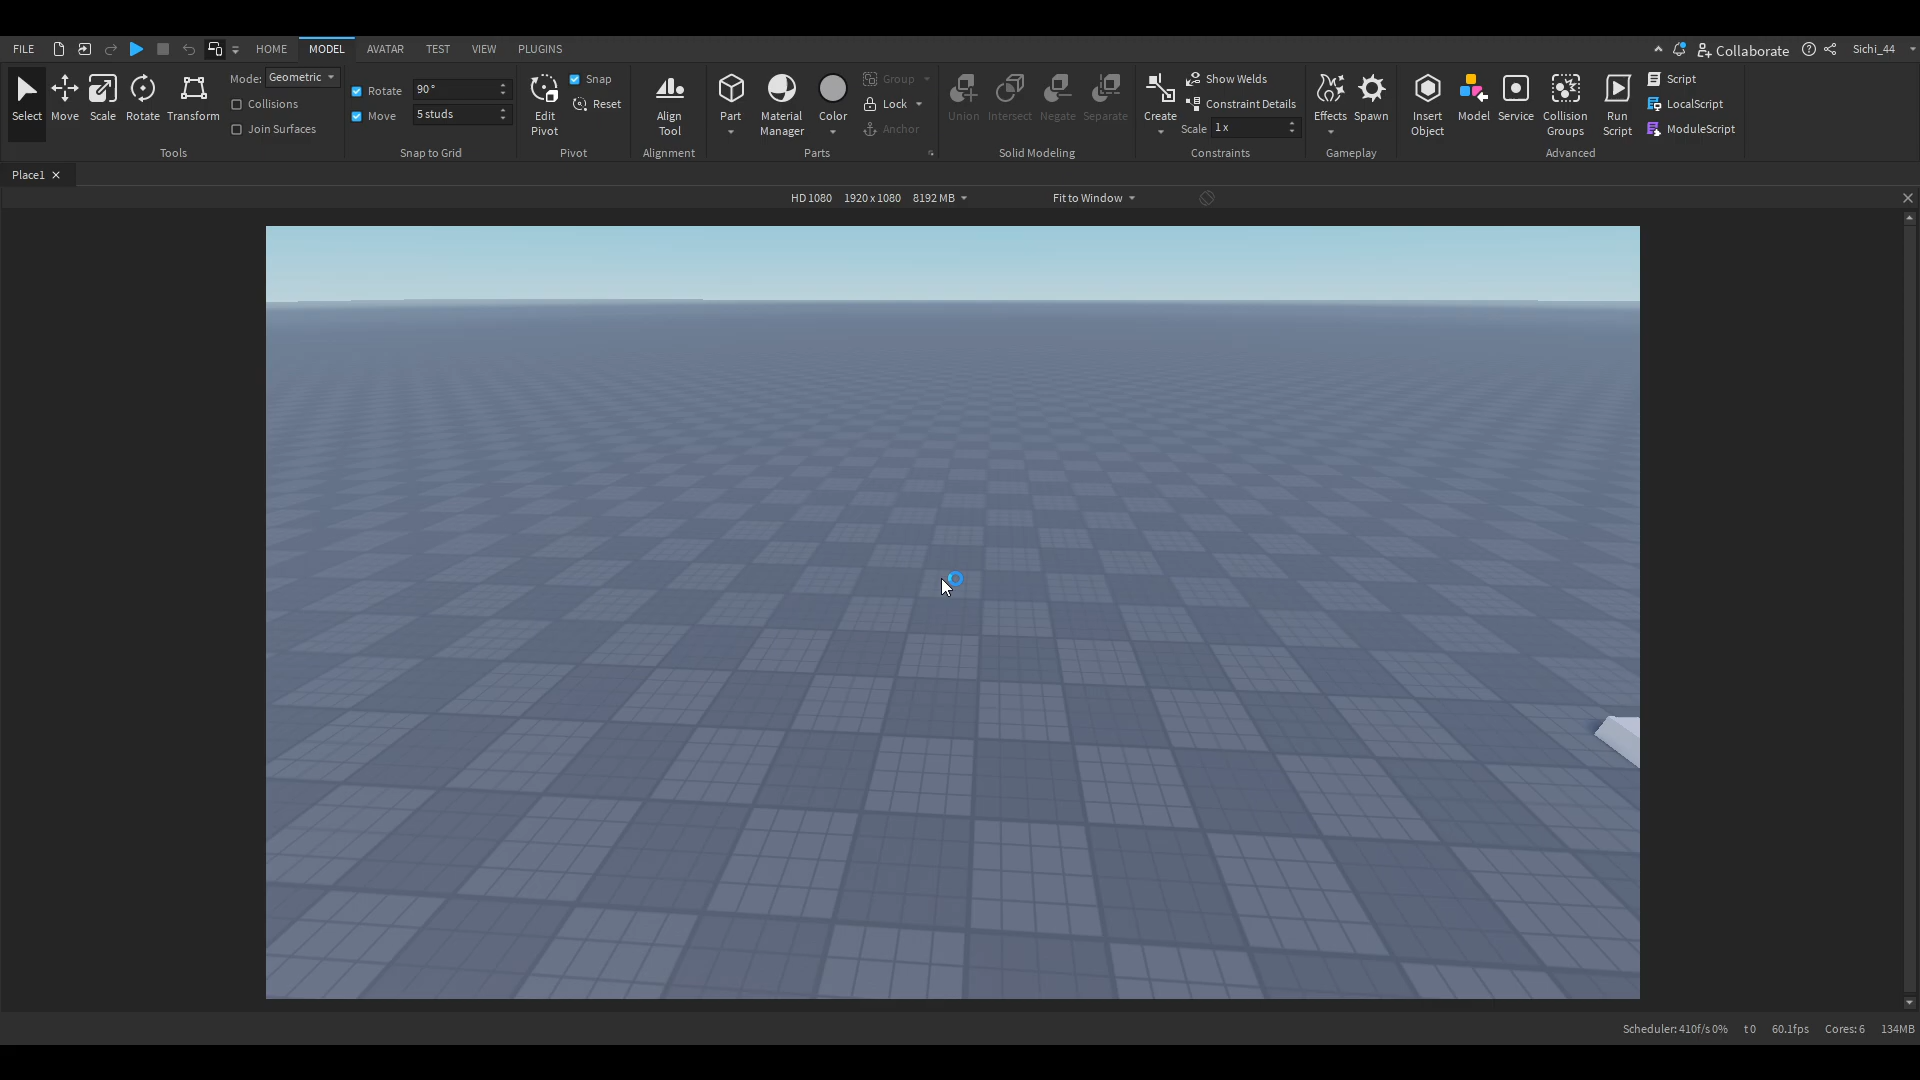 FILE HOME MODEL AVATAR TEST VIEW PLUGINS Collaborate Sichi_44
Select Move Scale Rotate Transform
Mode: Geometric
Collisions
Join Surfaces
Tools
Rotate 90°
Move 5 studs
Snap to Grid
Edit Pivot
Snap
Reset
Pivot
Align Tool
Alignment
Part
Material Manager
Color
Group
Lock
Anchor
Parts
Union Intersect Negate Separate
Solid Modeling
Create
Show Welds
Constraint Details
Scale 1 x
Constraints
Effects Spawn
Gameplay
Insert Object
Model
Service
Collision Groups
Run Script
Script
LocalScript
ModuleScript
Advanced
Place1
HD 1080 1920 x 1080 8192 MB Fit to Window
Scheduler: 410f/s 0% t 0 60.1fps Cores: 6 134MB